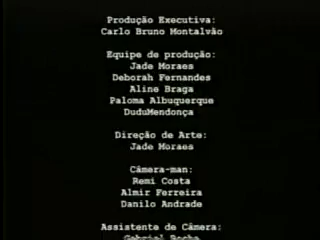 Produção Executiva:
Carlo Bruno Montalvão
Equipe de produção:
Jade Moraes
Deborah Fernandes
Aline Braga
Paloma Albuquerque
DuduMendonça
Direção de Arte:
Jade Moraes
Câmera-man:
Remi Costa
Almir Ferreira
Danilo Andrade
Assistente de Câmera:
Gabriel